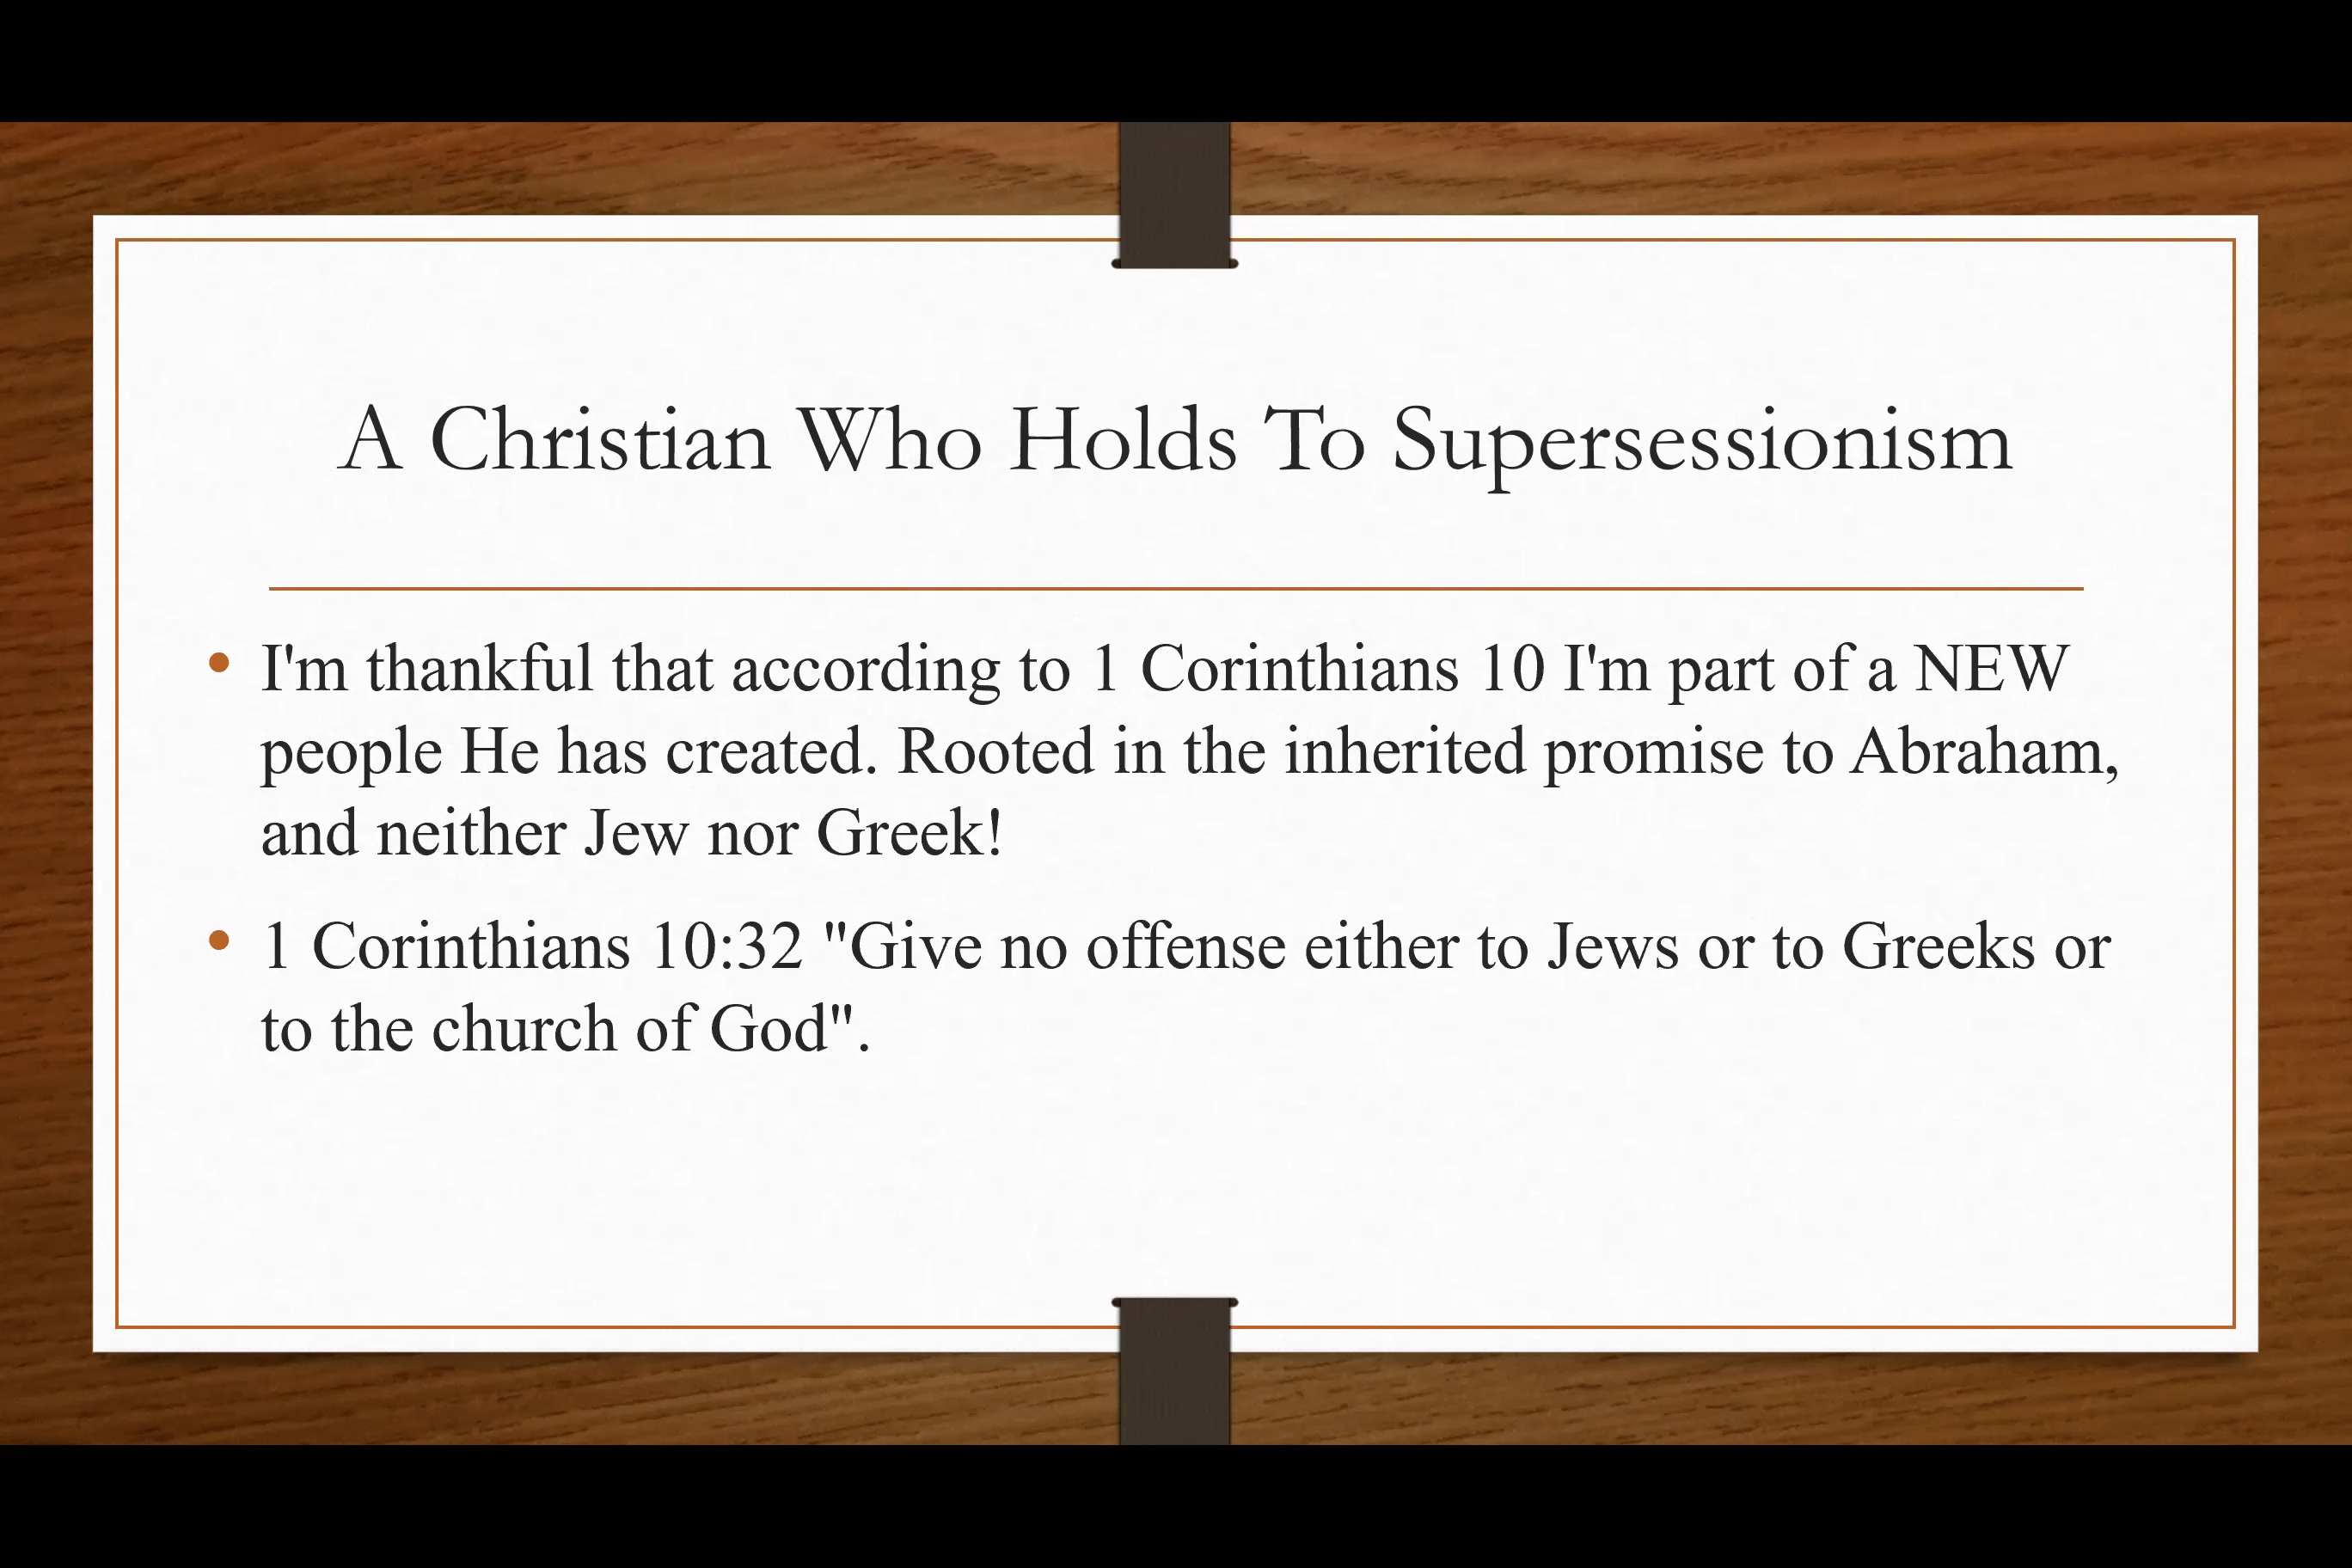 A Christian Who Holds To Supersessionism
• I'm thankful that according to 1 Corinthians 10 I'm part of a NEW
people He has created. Rooted in the inherited promise to Abraham,
and neither Jew nor Greek!
• 1 Corinthians 10:32 "Give no offense either to Jews or to Greeks or
to the church of God".